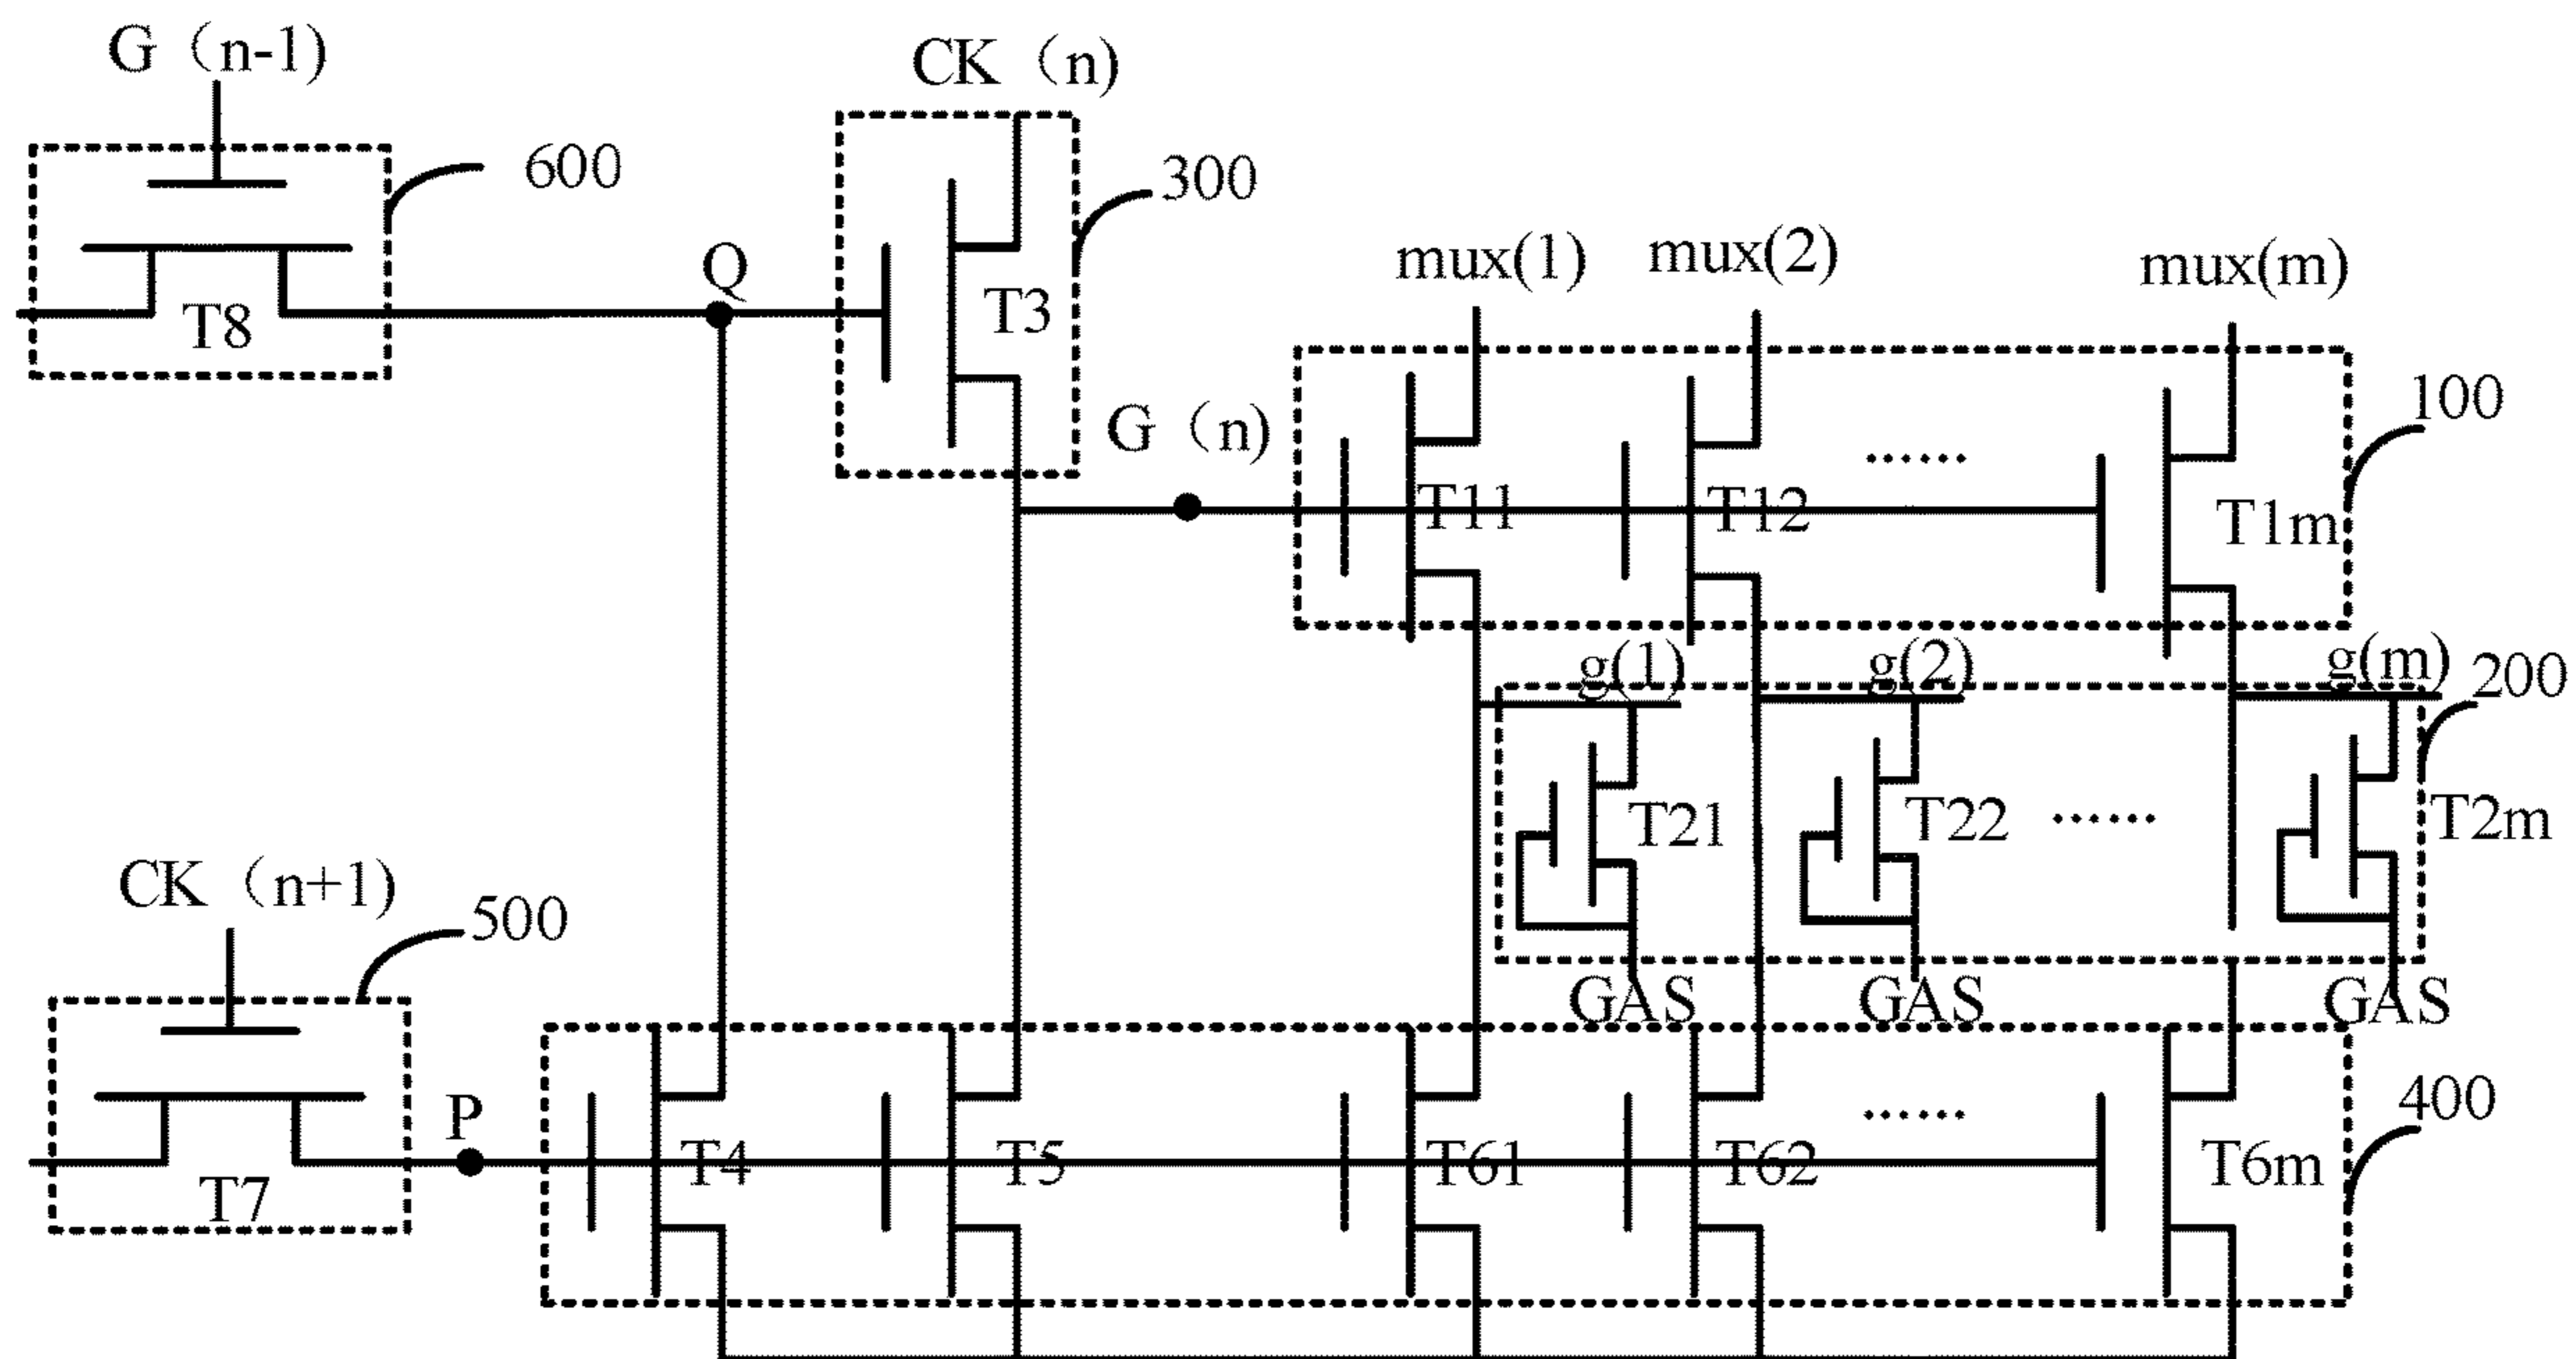 G（n-1)
CK（n)
600
300
Q
T3
T8
mux(1)
mux(2)
mux(m)
100
G（n)
T11
T12
......
T1m
g(1)
g(2)
g(m)
200
T21
T22
......
T2m
CK（n+1)
500
GAS
GAS
GAS
P
T7
T4
T5
T61
T62
......
T6m
400